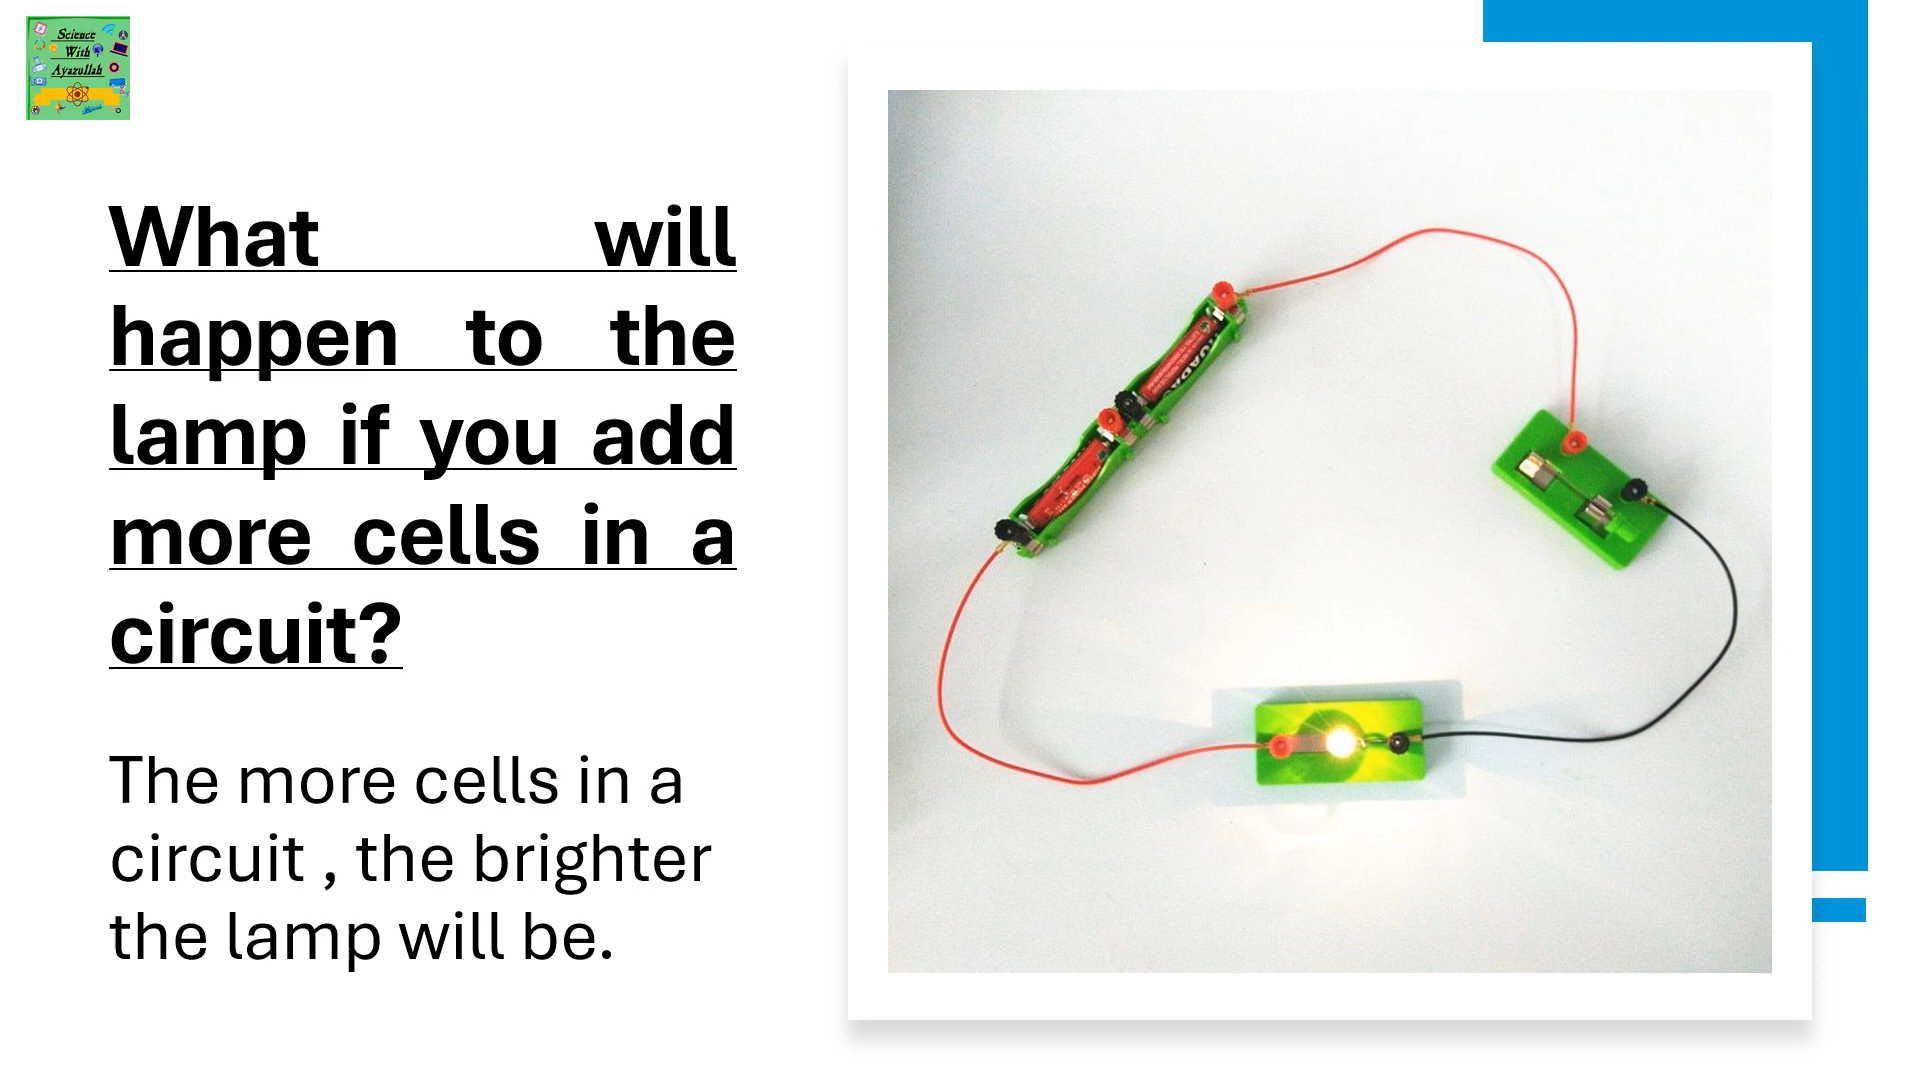 Science
With
Ayazullah
What will
happen to the
lamp if you add
more cells in a
circuit?
The more cells in a
circuit , the brighter
the lamp will be.